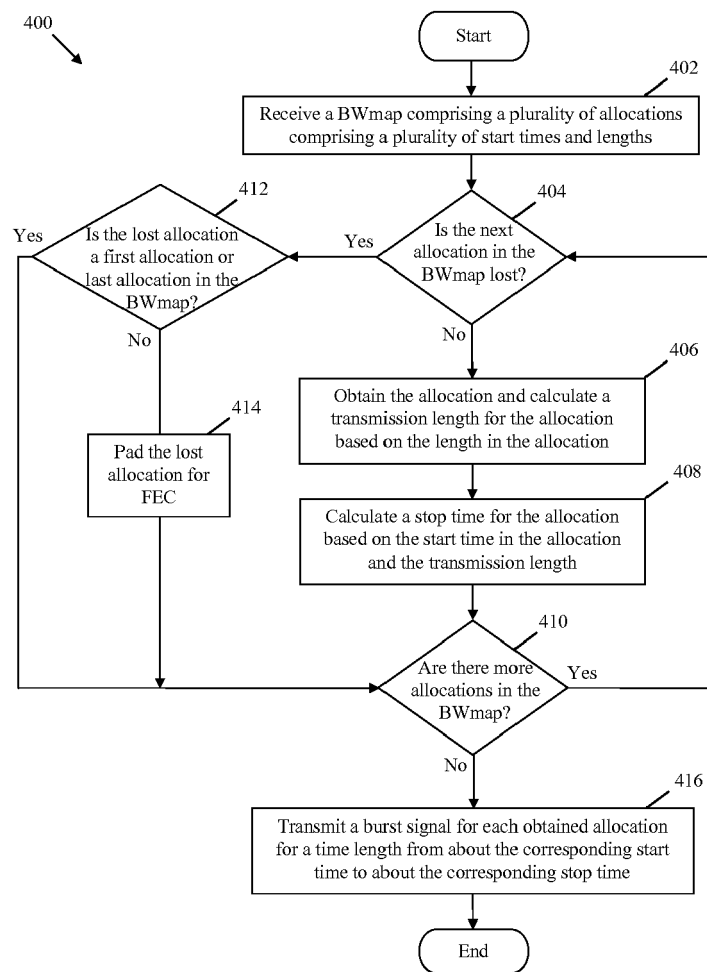 400
Start
402
Receive a BWmap comprising a plurality of allocations
comprising a plurality of start times and lengths
412
404
Yes
Is the lost allocation
a first allocation or
last allocation in the
BWmap?
Yes
Is the next
allocation in the
BWmap lost?
No
No
406
Obtain the allocation and calculate a
transmission length for the allocation
based on the length in the allocation
414
Pad the lost
allocation for
FEC
408
Calculate a stop time for the allocation
based on the start time in the allocation
and the transmission length
410
Are there more
allocations in the
BWmap?
Yes
No
416
Transmit a burst signal for each obtained allocation
for a time length from about the corresponding start
time to about the corresponding stop time
End